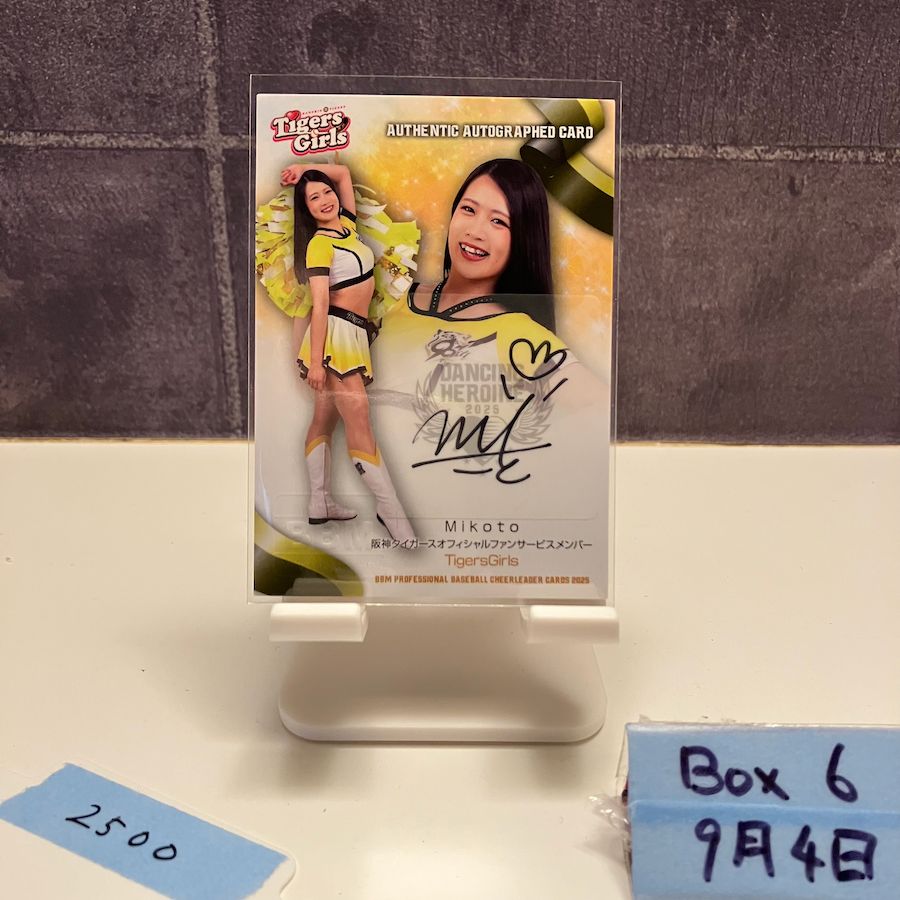 Tigers
Girls
AUTHENTIC AUTOGRAPHED CARD
DANCING
HEROINE
2025
Mikoto
阪神タイガースオフィシャルファンサービスメンバー
TigersGirls
BBM PROFESSIONAL BASEBALL CHEERLEADER CARDS 2025
2500
Box 6
9月4日